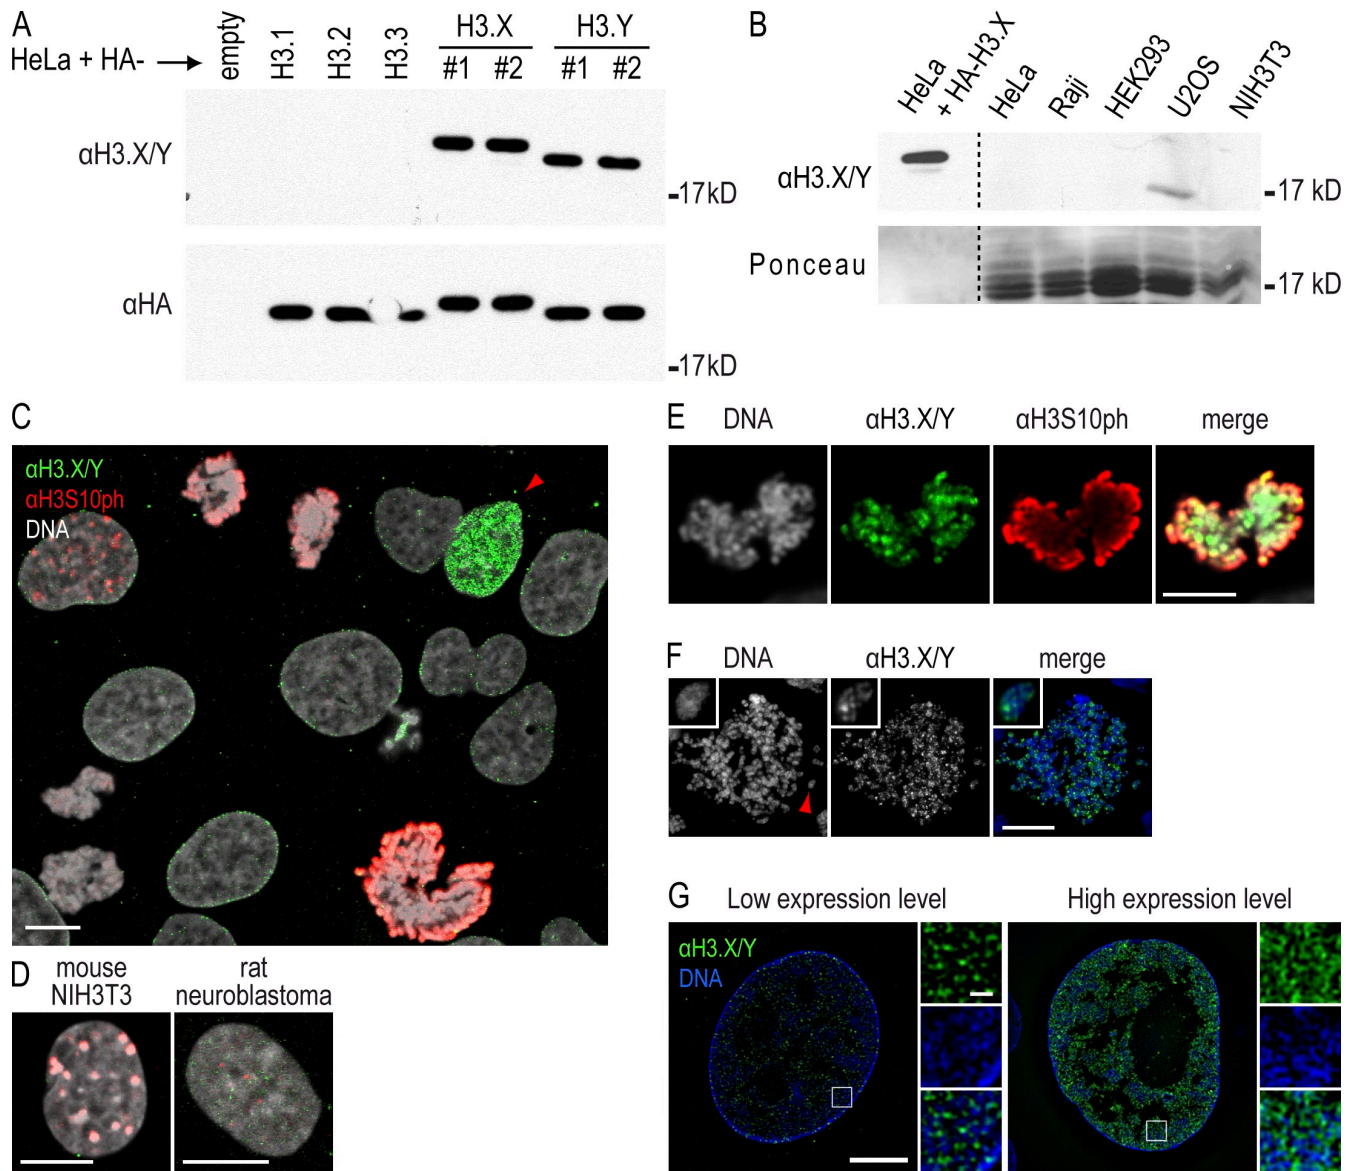 A
HeLa + HA-
empty
H3.1
H3.2
H3.3
H3.X
#1 #2
H3.Y
#1 #2
αH3.X/Y
17kD
αHA
17kD
B
HeLa
+ HA-H3.X
HeLa
Raji
HEK293
U2OS
NIH3T3
αH3.X/Y
17 kD
Ponceau
17 kD
C
αH3.X/Y
αH3S10ph
DNA
D
mouse
NIH3T3
rat
neuroblastoma
E
DNA αH3.X/Y αH3S10ph merge
F
DNA αH3.X/Y merge
G
Low expression level
High expression level
αH3.X/Y
DNA